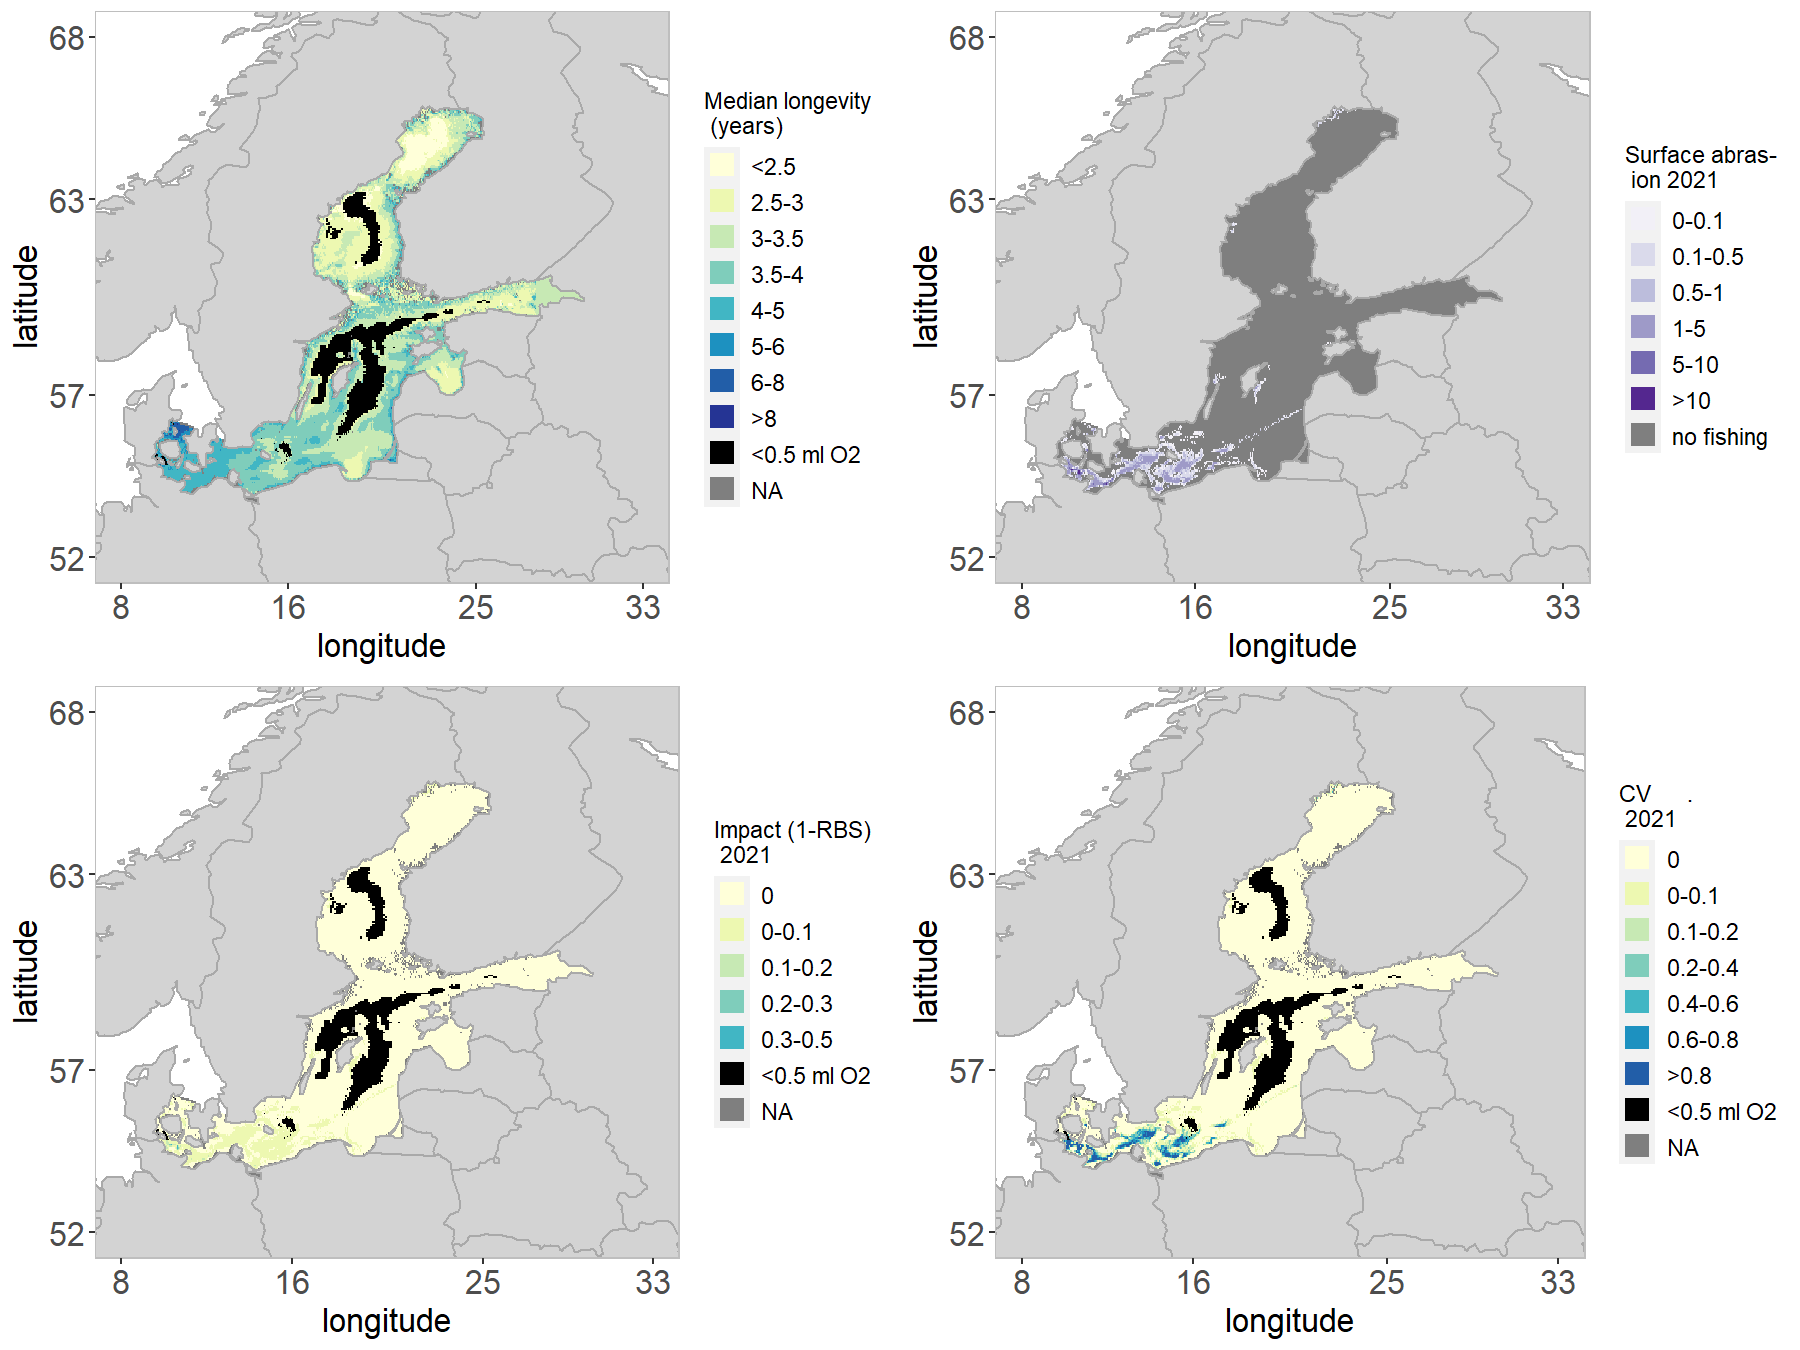 68
63
57
52
latitude
8
16
25
33
longitude
Median longevity
(years)
<2.5
2.5-3
3-3.5
3.5-4
4-5
5-6
6-8
>8
<0.5 ml O2
NA
68
63
57
52
latitude
8
16
25
33
longitude
Surface abras-
ion 2021
0-0.1
0.1-0.5
0.5-1
1-5
5-10
>10
no fishing
68
63
57
52
latitude
8
16
25
33
longitude
Impact (1-RBS)
2021
0
0-0.1
0.1-0.2
0.2-0.3
0.3-0.5
<0.5 ml O2
NA
68
63
57
52
latitude
8
16
25
33
longitude
CV .
2021
0
0-0.1
0.1-0.2
0.2-0.4
0.4-0.6
0.6-0.8
>0.8
<0.5 ml O2
NA